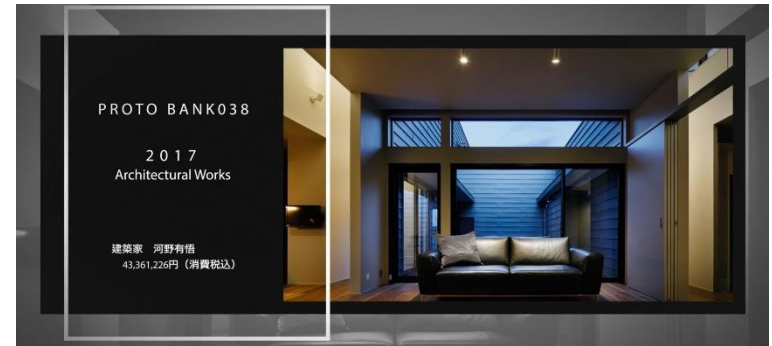 PROTO BANK038
2017
Architectural Works
建築家　河野有悟
43,361,226円（消費税込）